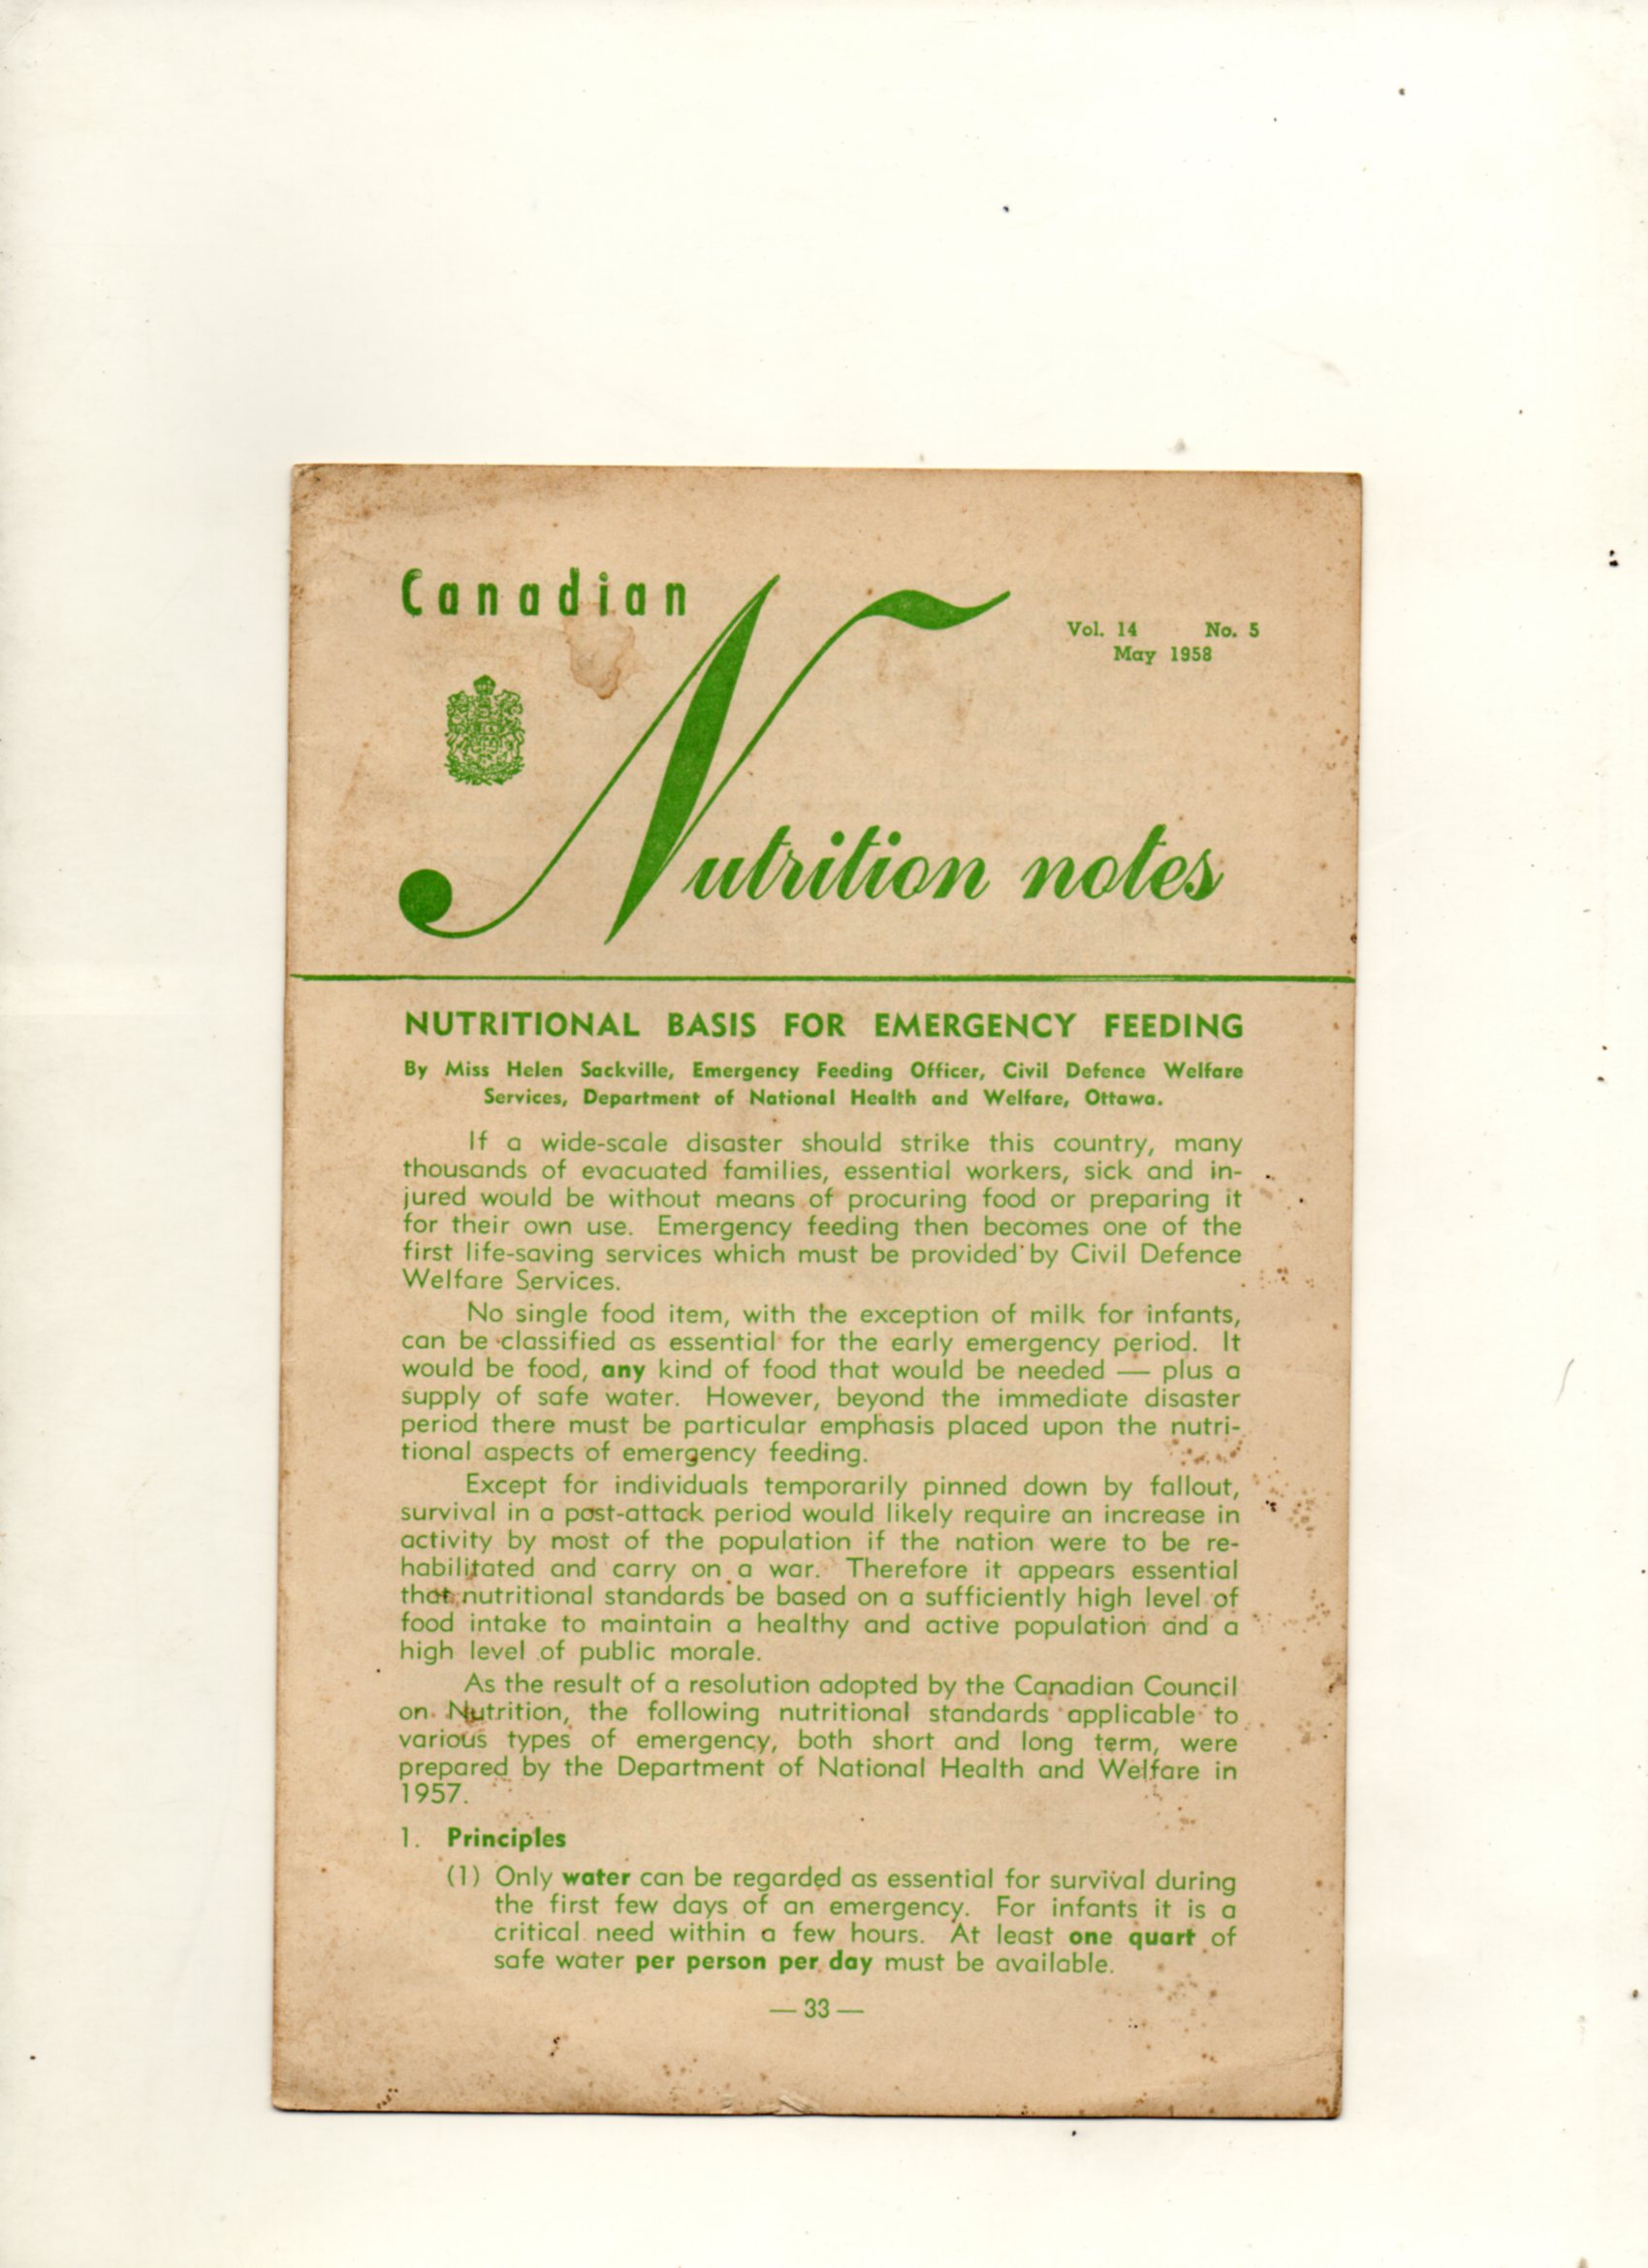 Canadian
Vol. 14 No. 5
May 1958
Nutrition notes
NUTRITIONAL BASIS FOR EMERGENCY FEEDING
By Miss Helen Sackville, Emergency Feeding Officer, Civil Defence Welfare
Services, Department of National Health and Welfare, Ottawa.
If a wide-scale disaster should strike this country, many
thousands of evacuated families, essential workers, sick and in-
jured would be without means of procuring food or preparing it
for their own use. Emergency feeding then becomes one of the
first life-saving services which must be provided by Civil Defence
Welfare Services.
No single food item, with the exception of milk for infants,
can be classified as essential for the early emergency period. It
would be food, any kind of food that would be needed — plus a
supply of safe water. However, beyond the immediate disaster
period there must be particular emphasis placed upon the nutri-
tional aspects of emergency feeding.
Except for individuals temporarily pinned down by fallout,
survival in a post-attack period would likely require an increase in
activity by most of the population if the nation were to be re-
habilitated and carry on a war. Therefore it appears essential
that nutritional standards be based on a sufficiently high level of
food intake to maintain a healthy and active population and a
high level of public morale.
As the result of a resolution adopted by the Canadian Council
on Nutrition, the following nutritional standards applicable to
various types of emergency, both short and long term, were
prepared by the Department of National Health and Welfare in
1957.
1. Principles
(1) Only water can be regarded as essential for survival during
the first few days of an emergency. For infants it is a
critical need within a few hours. At least one quart of
safe water per person per day must be available.
— 33 —